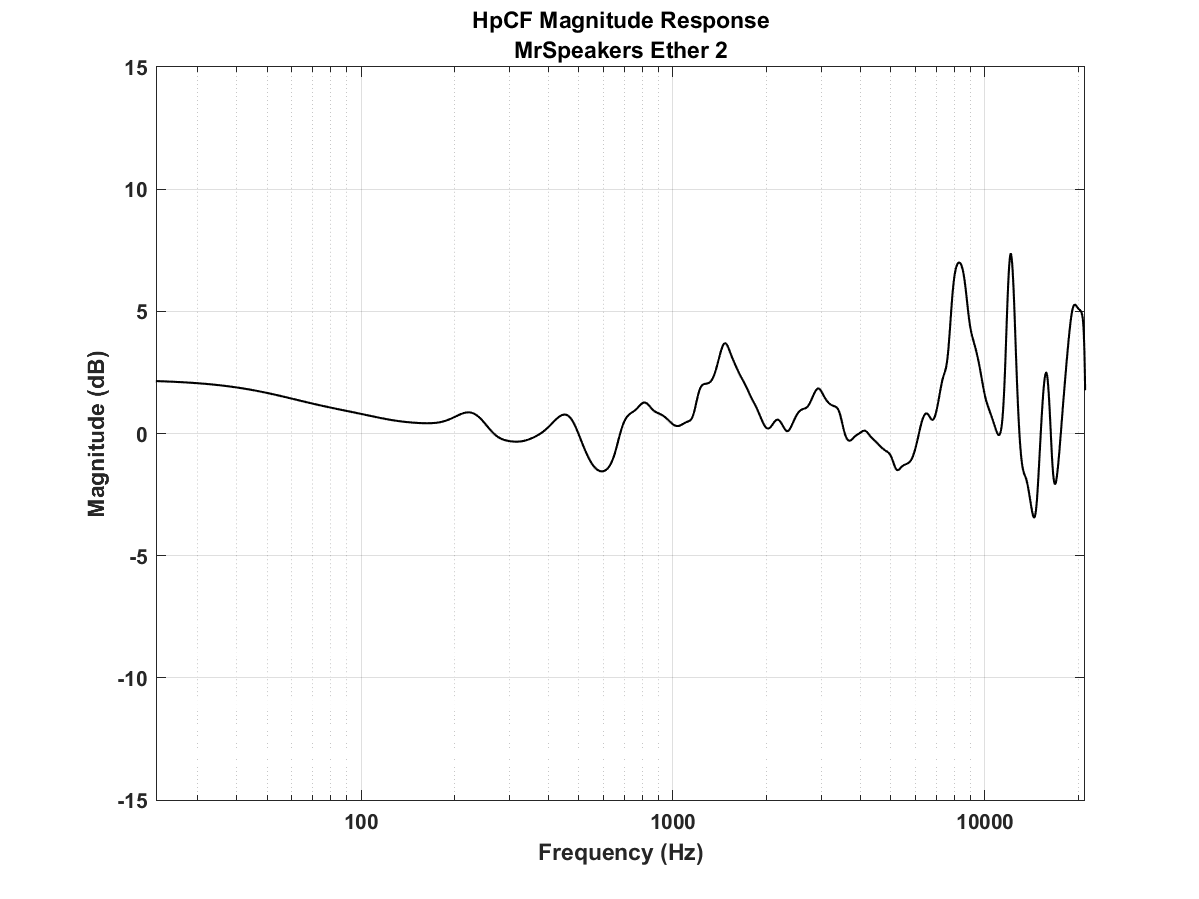 HpCF Magnitude Response
MrSpeakers Ether 2
15
10
5
0
-5
-10
-15
Magnitude (dB)
100
1000
10000
Frequency (Hz)